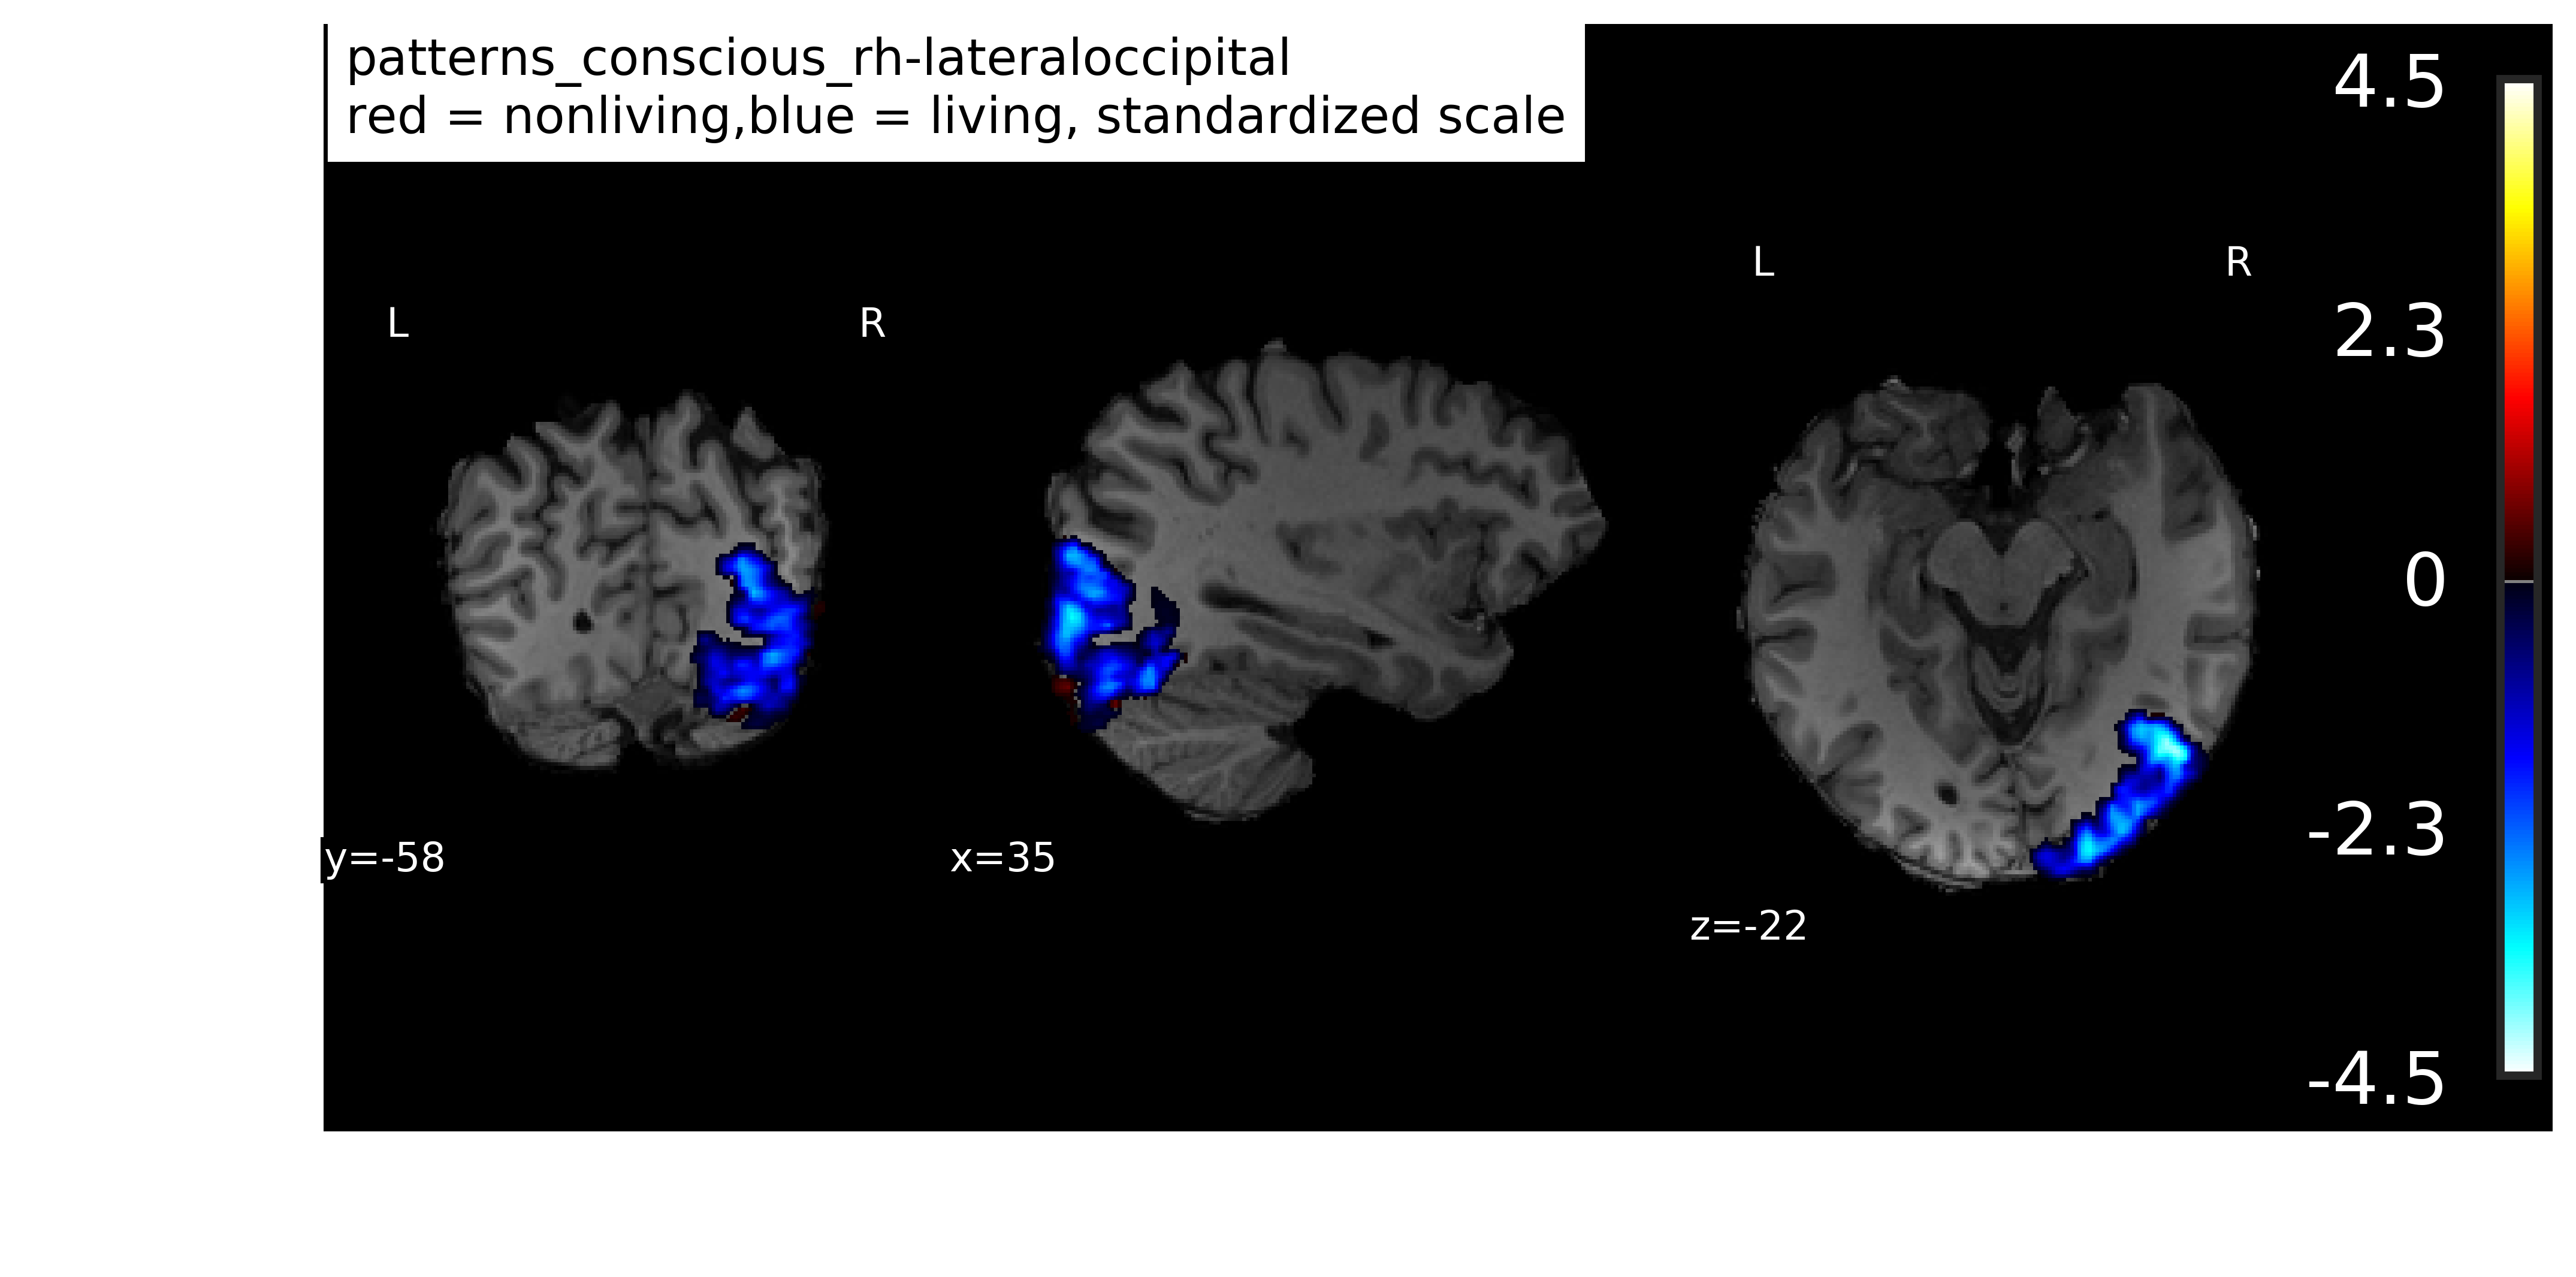 patterns_conscious_rh-lateraloccipital
red = nonliving,blue = living, standardized scale
L
R
y=-58
x=35
L
R
z=-22
4.5
2.3
0
-2.3
-4.5